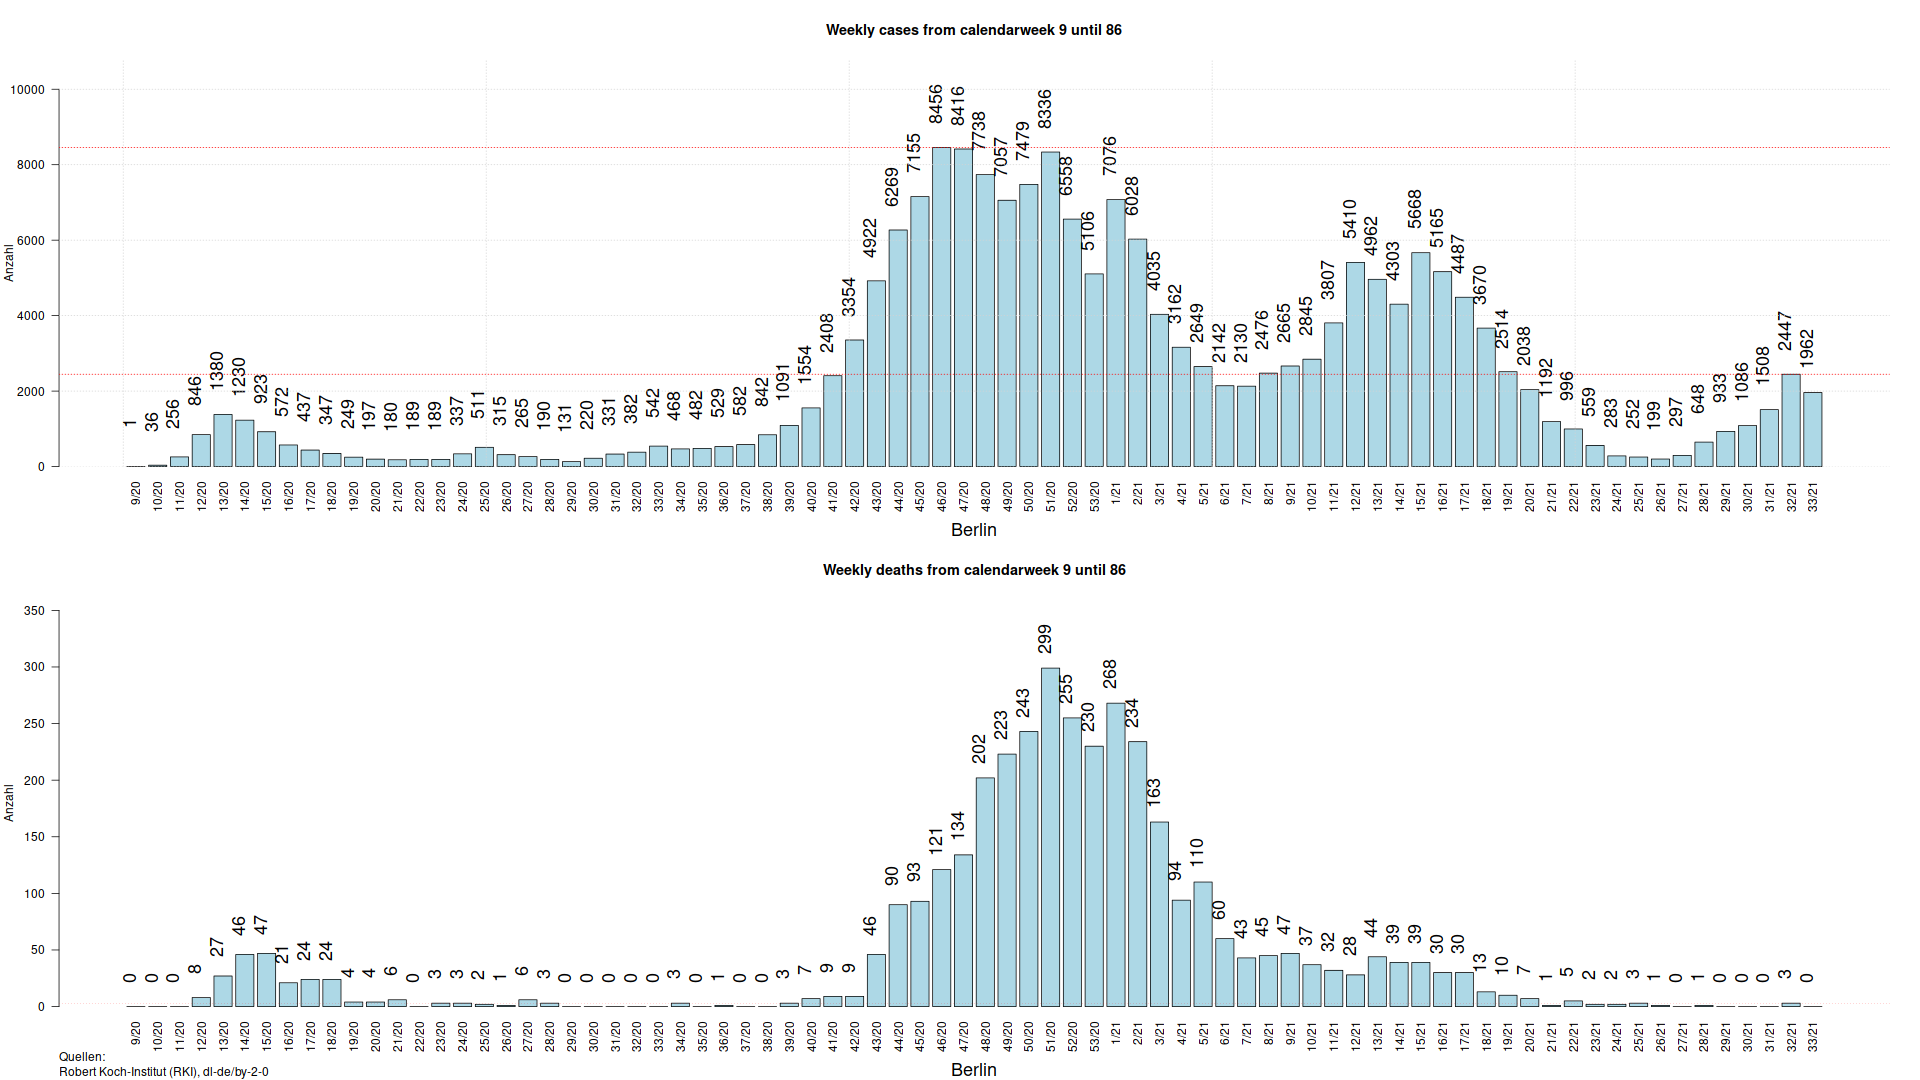 Weekly cases from calendarweek 9 until 86
Anzahl
10000
8000
6000
4000
2000
0
1 36 256 846 1380 1230 923 572 437 347 249 197 180 189 189 337 511 315 265 190 131 220 331 382 542 468 482 529 582 842 1091 1554 2408 3354 4922 6269 7155 8456 8416 7738 7057 7479 8336 6558 5106 7076 6028 4035 3162 2649 2142 2130 2476 2665 2845 3807 5410 4962 4303 5668 5165 4487 3670 2514 2038 1192 996 559 283 252 199 297 648 933 1086 1508 2447 1962
9/20 10/20 11/20 12/20 13/20 14/20 15/20 16/20 17/20 18/20 19/20 20/20 21/20 22/20 23/20 24/20 25/20 26/20 27/20 28/20 29/20 30/20 31/20 32/20 33/20 34/20 35/20 36/20 37/20 38/20 39/20 40/20 41/20 42/20 43/20 44/20 45/20 46/20 47/20 48/20 49/20 50/20 51/20 52/20 53/20 1/21 2/21 3/21 4/21 5/21 6/21 7/21 8/21 9/21 10/21 11/21 12/21 13/21 14/21 15/21 16/21 17/21 18/21 19/21 20/21 21/21 22/21 23/21 24/21 25/21 26/21 27/21 28/21 29/21 30/21 31/21 32/21 33/21
Berlin
Weekly deaths from calendarweek 9 until 86
Anzahl
350
300
250
200
150
100
50
0
0 0 0 8 27 46 47 21 24 24 4 4 6 0 3 3 2 1 6 3 0 0 0 0 0 3 0 1 0 0 3 7 9 9 46 90 93 121 134 202 223 243 299 255 230 268 234 163 94 110 60 43 45 47 37 32 28 44 39 39 30 30 13 10 7 1 5 2 2 3 1 0 1 0 0 0 3 0
9/20 10/20 11/20 12/20 13/20 14/20 15/20 16/20 17/20 18/20 19/20 20/20 21/20 22/20 23/20 24/20 25/20 26/20 27/20 28/20 29/20 30/20 31/20 32/20 33/20 34/20 35/20 36/20 37/20 38/20 39/20 40/20 41/20 42/20 43/20 44/20 45/20 46/20 47/20 48/20 49/20 50/20 51/20 52/20 53/20 1/21 2/21 3/21 4/21 5/21 6/21 7/21 8/21 9/21 10/21 11/21 12/21 13/21 14/21 15/21 16/21 17/21 18/21 19/21 20/21 21/21 22/21 23/21 24/21 25/21 26/21 27/21 28/21 29/21 30/21 31/21 32/21 33/21
Berlin
Quellen:
Robert Koch-Institut (RKI), dl-de/by-2-0